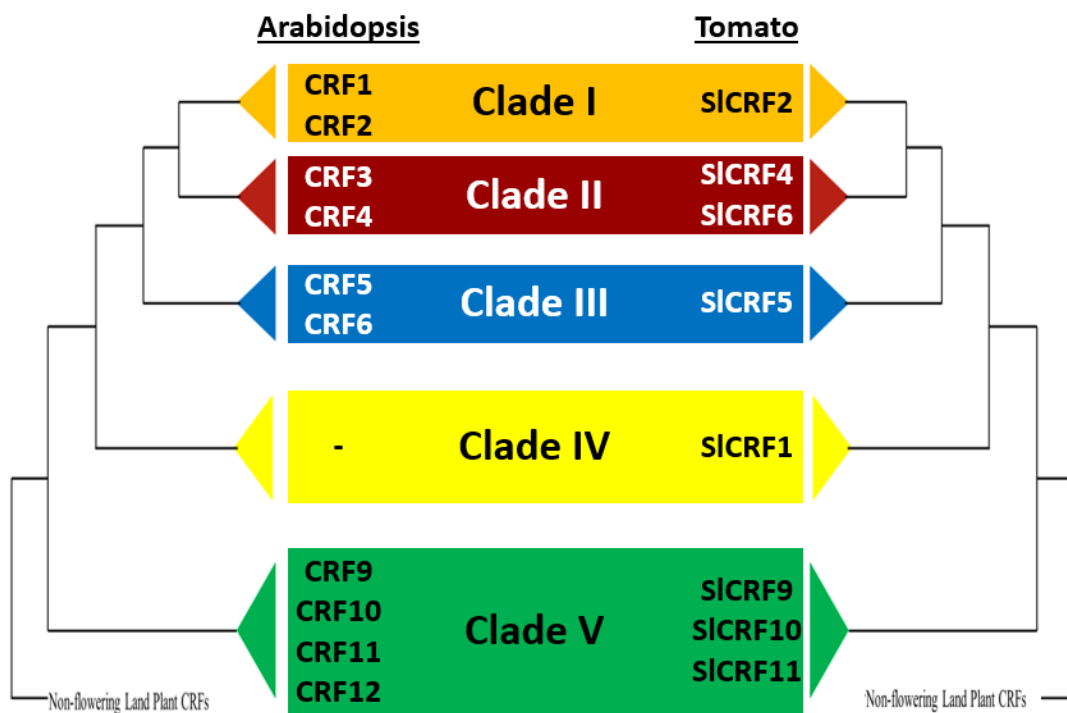 Arabidopsis Tomato
CRF1
CRF2
Clade I
SlCRF2
CRF3
CRF4
Clade II
SlCRF4
SlCRF6
CRF5
CRF6
Clade III
SlCRF5
-
Clade IV
SlCRF1
CRF9
CRF10
CRF11
CRF12
Clade V
SlCRF9
SlCRF10
SlCRF11
Non-flowering Land Plant CRFs
Non-flowering Land Plant CRFs